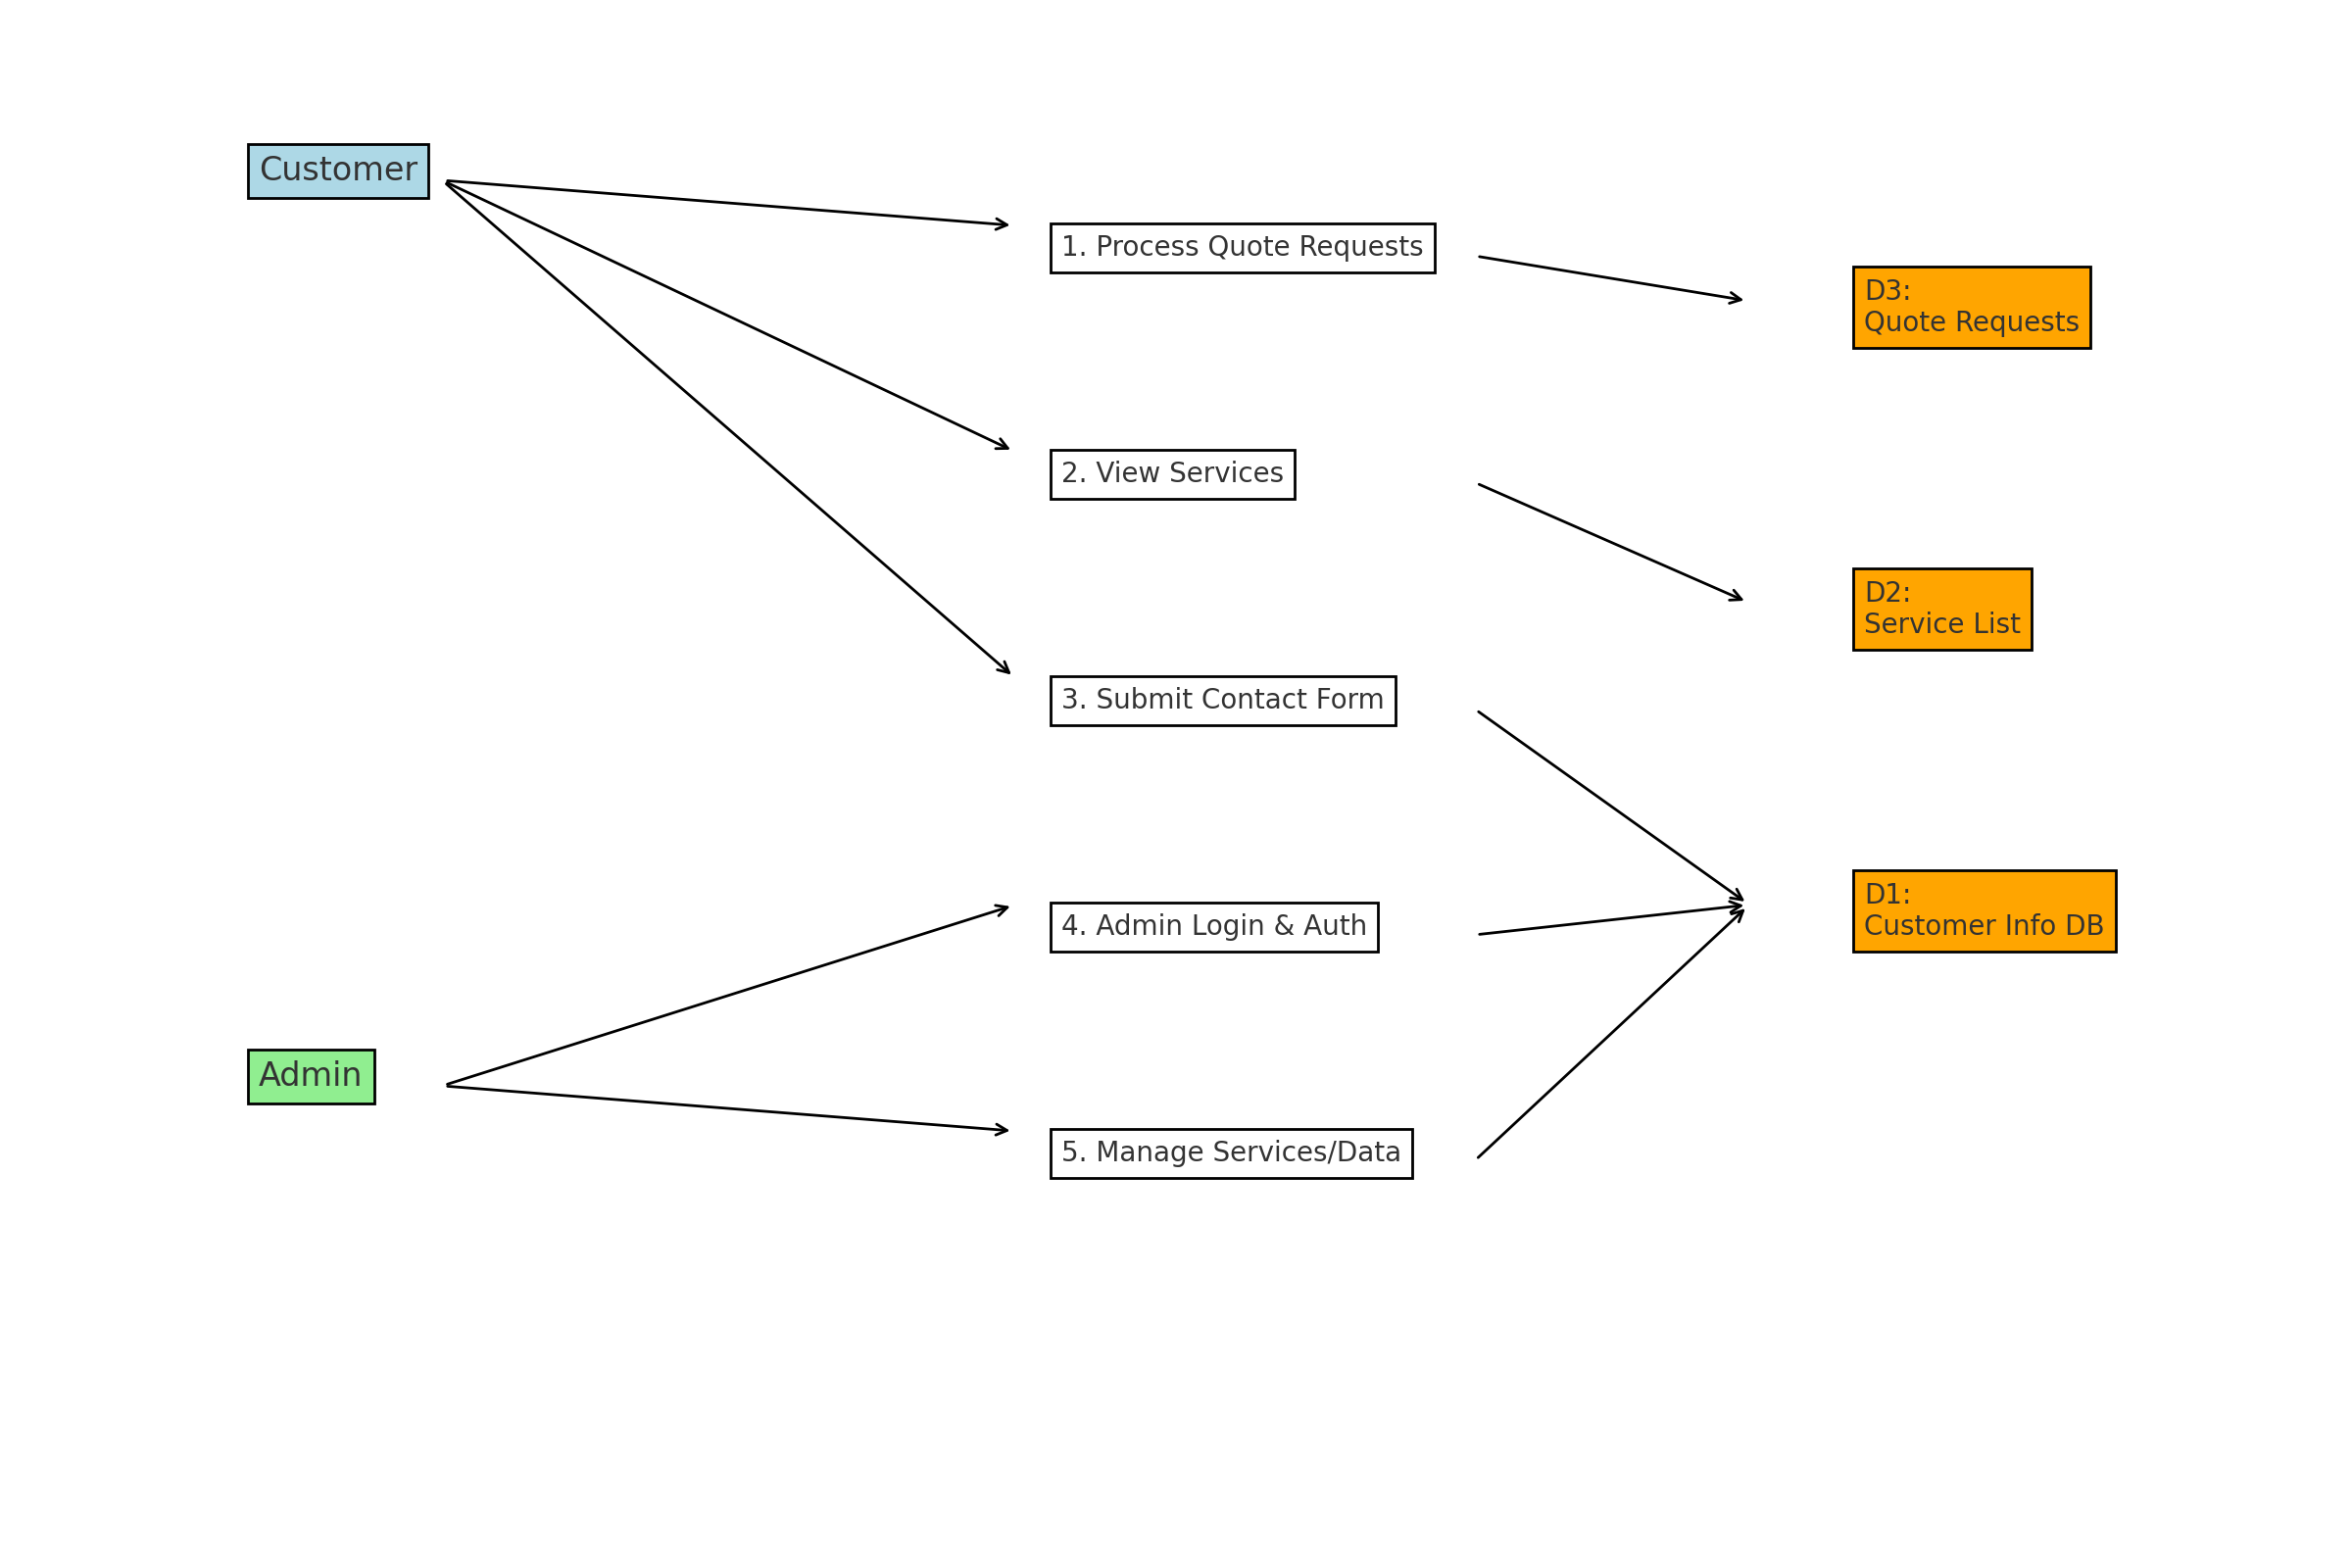 Customer
1. Process Quote Requests
D3:
Quote Requests
2. View Services
D2:
Service List
3. Submit Contact Form
4. Admin Login & Auth
D1:
Customer Info DB
Admin
5. Manage Services/Data